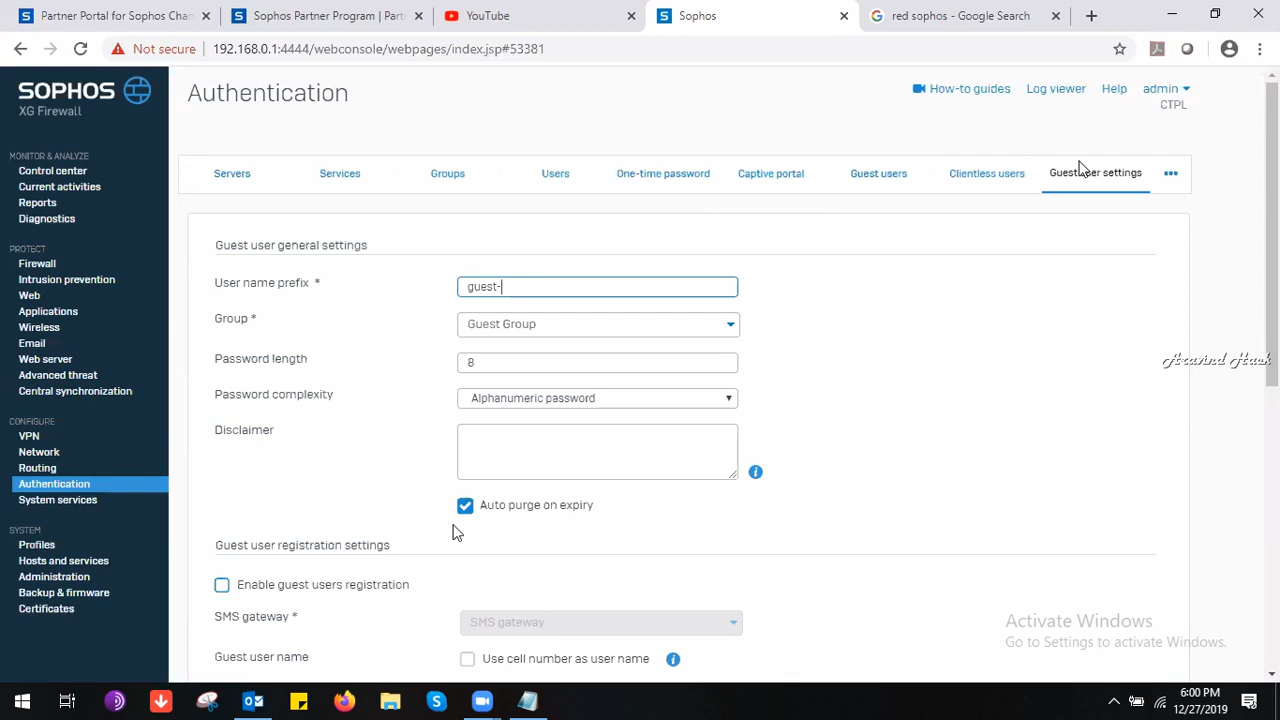 Partner Portal for Sophos Cha
Sophos Partner Program | Pa
YouTube
Sophos
red sophos - Google Search
Not secure
192.168.0.1:4444/webconsole/webpages/index.jsp#53381
SOPHOS
XG Firewall
Authentication
How-to guides
Log viewer
Help
admin
CTPL
MONITOR & ANALYZE
Control center
Current activities
Reports
Diagnostics
PROTECT
Firewall
Intrusion prevention
Web
Applications
Wireless
Email
Web server
Advanced threat
Central synchronization
CONFIGURE
VPN
Network
Routing
Authentication
System services
SYSTEM
Profiles
Hosts and services
Administration
Backup & firmware
Certificates
Servers
Services
Groups
Users
One-time password
Captive portal
Guest users
Clientless users
Guest user settings
Guest user general settings
User name prefix *
guest-
Group *
Guest Group
Password length
8
Password complexity
Alphanumeric password
Disclaimer
Auto purge on expiry
Guest user registration settings
Enable guest users registration
SMS gateway *
SMS gateway
Guest user name
Use cell number as user name
Aravind Hack
Activate Windows
Go to Settings to activate Windows.
6:00 PM
12/27/2019